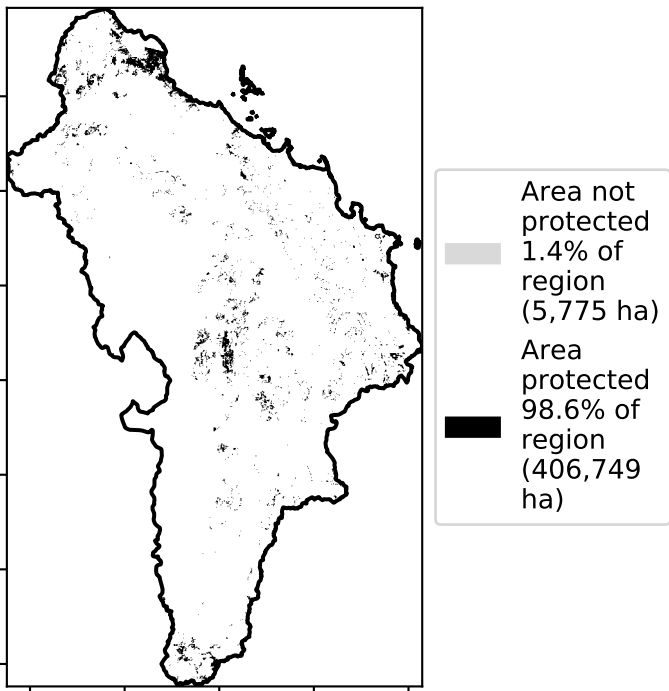 Area not
protected
1.4% of
region
(5,775 ha)
Area
protected
98.6% of
region
(406,749
ha)